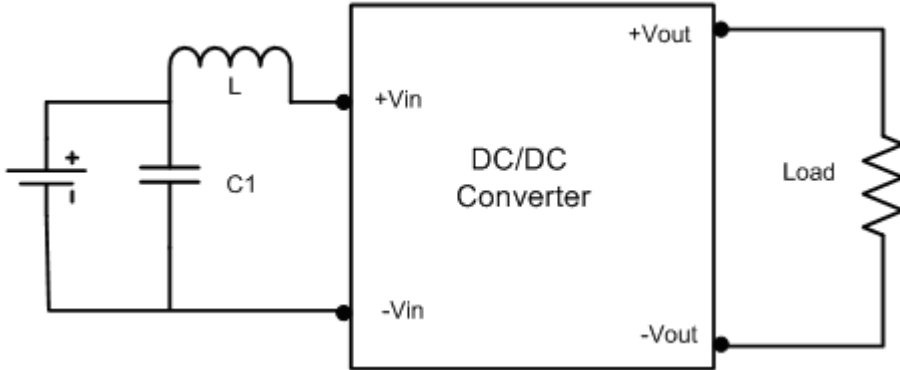 +Vout
L
+Vin
+
-
C1
DC/DC
Converter
Load
-Vin
-Vout